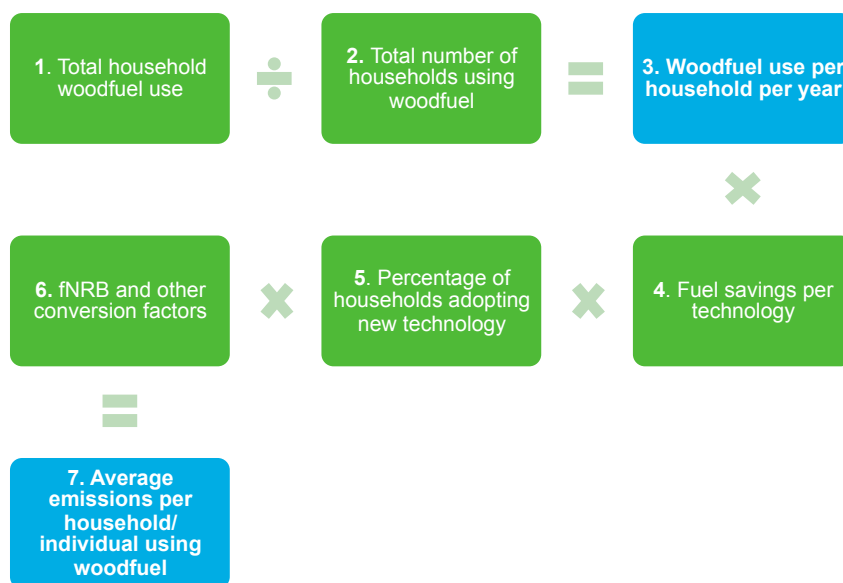 1. Total household
woodfuel use
2. Total number of
households using
woodfuel
3. Woodfuel use per
household per year
6. fNRB and other
conversion factors
5. Percentage of
households adopting
new technology
4. Fuel savings per
technology
7. Average
emissions per
household/
individual using
woodfuel